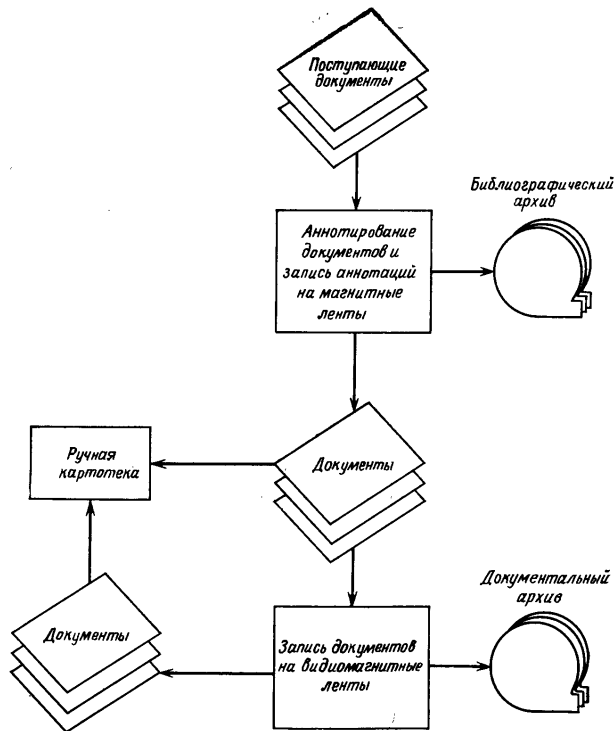 Поступающие
документы
Библиографический
архив
Аннотирование
документов и
запись аннотаций
на магнитные
ленты
Ручная
картотека
Документы
Документальный
архив
Документы
Запись документов
на видиомагнитные
ленты